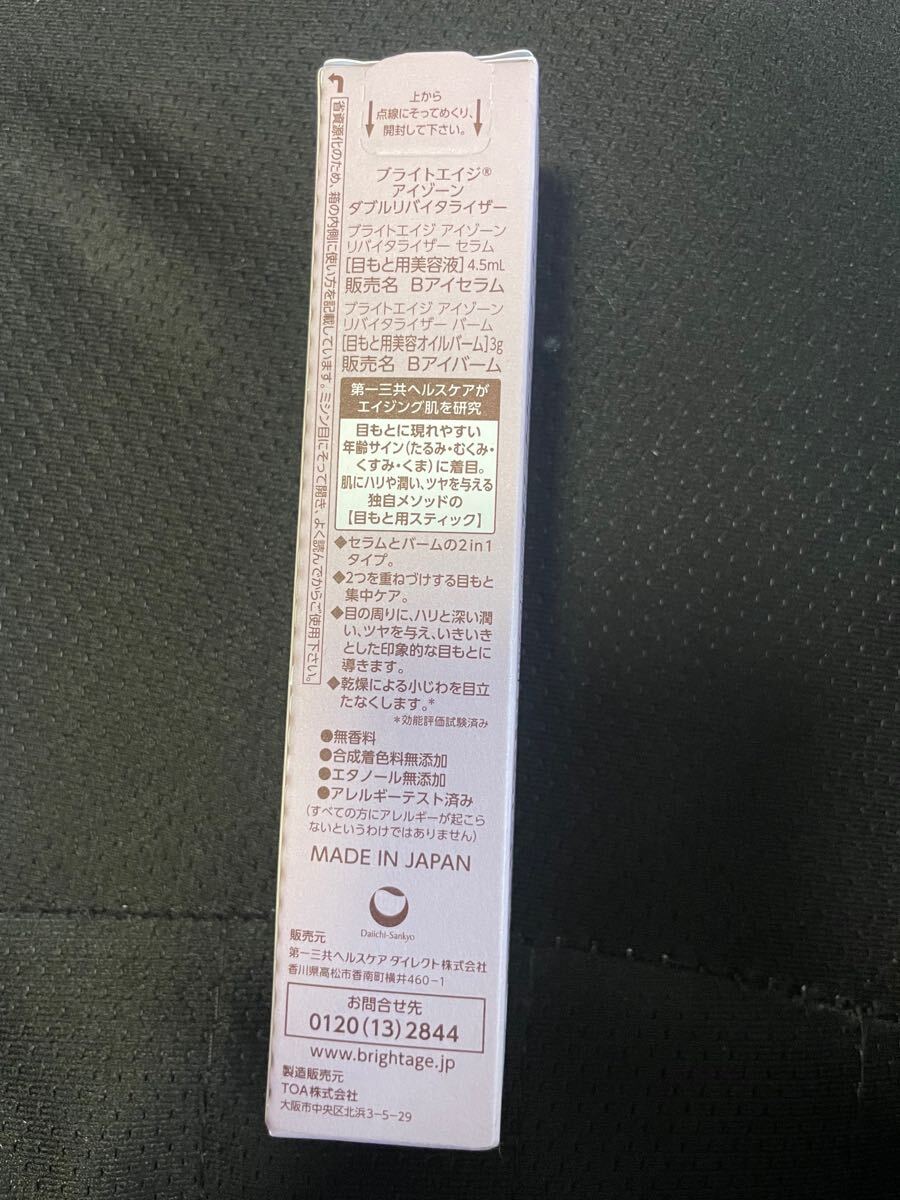 上から
点線にそってめくり、
開封して下さい。
省資源化のため、箱の内側に使い方を記載しています。ミシン目にそって開き、よく読んでからご使用下さい。
ブライトエイジ®
アイゾーン
ダブルリバイタライザー
ブライトエイジ アイゾーン
リバイタライザー セラム
[目もと用美容液] 4.5mL
販売名 Bアイセラム
ブライトエイジ アイゾーン
リバイタライザー バーム
[目もと用美容オイルバーム]3g
販売名 Bアイバーム
第一三共ヘルスケアが
エイジング肌を研究
目もとに現れやすい
年齢サイン(たるみ・むくみ・
くすみ・くま)に着目。
肌にハリや潤い、ツヤを与える
独自メソッドの
【目もと用スティック】
◆セラムとバームの2in1
タイプ。
◆2つを重ねづけする目もと
集中ケア。
◆目の周りに、ハリと深い潤
い、ツヤを与え、いきいき
とした印象的な目もとに
導きます。
◆乾燥による小じわを目立
たなくします。*
*効能評価試験済み
●無香料
●合成着色料無添加
●エタノール無添加
●アレルギーテスト済み
(すべての方にアレルギーが起こら
ないというわけではありません)
MADE IN JAPAN
Daiichi-Sankyo
販売元
第一三共ヘルスケア ダイレクト株式会社
香川県高松市香南町横井460-1
お問合せ先
0120(13)2844
www.brightage.jp
製造販売元
TOA株式会社
大阪市中央区北浜3-5-29